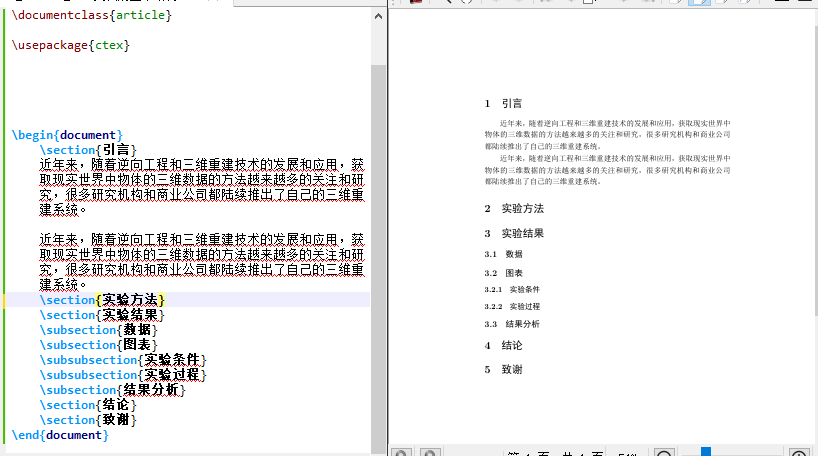 \documentclass{article}
\usepackage{ctex}
\begin{document}
\section{引言}
近年来，随着逆向工程和三维重建技术的发展和应用，获
取现实世界中物体的三维数据的方法越来越多的关注和研
究，很多研究机构和商业公司都陆续推出了自己的三维重
建系统。
近年来，随着逆向工程和三维重建技术的发展和应用，获
取现实世界中物体的三维数据的方法越来越多的关注和研
究，很多研究机构和商业公司都陆续推出了自己的三维重
建系统。
\section{实验方法}
\section{实验结果}
\subsection{数据}
\subsection{图表}
\subsubsection{实验条件}
\subsubsection{实验过程}
\subsection{结果分析}
\section{结论}
\section{致谢}
\end{document}
1 引言
近年来，随着逆向工程和三维重建技术的发展和应用，获取现实世界中
物体的三维数据的方法越来越多的关注和研究，很多研究机构和商业公司
都陆续推出了自己的三维重建系统。
近年来，随着逆向工程和三维重建技术的发展和应用，获取现实世界中
物体的三维数据的方法越来越多的关注和研究，很多研究机构和商业公司
都陆续推出了自己的三维重建系统。
2 实验方法
3 实验结果
3.1 数据
3.2 图表
3.2.1 实验条件
3.2.2 实验过程
3.3 结果分析
4 结论
5 致谢